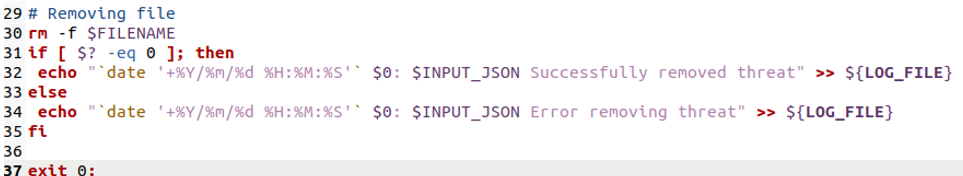 29 # Removing file
30 rm -f $FILENAME
31 if [ $? -eq 0 ]; then
32  echo "`date '+%Y/%m/%d %H:%M:%S'` $0: $INPUT_JSON Successfully removed threat" >> ${LOG_FILE}
33 else
34  echo "`date '+%Y/%m/%d %H:%M:%S'` $0: $INPUT_JSON Error removing threat" >> ${LOG_FILE}
35 fi
36
37 exit 0;